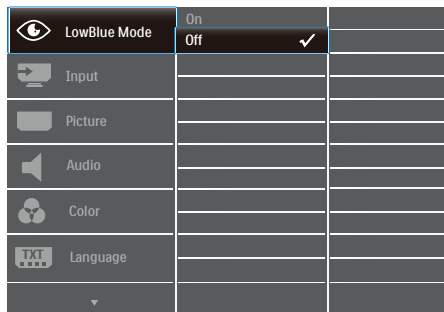 LowBlue Mode
On
Off
Input
Picture
Audio
Color
TXT
Language